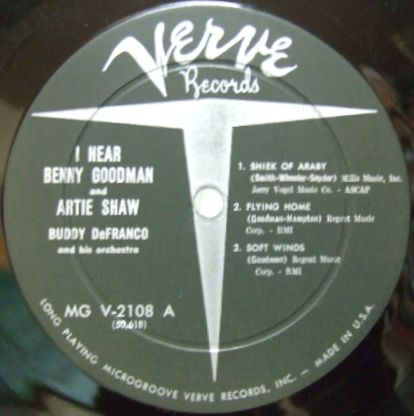 Verve
Records
I HEAR
BENNY GOODMAN
and
ARTIE SHAW
BUDDY DeFRANCO
and his orchestra
MG V-2108 A
(50,618)
1. SHIEK OF ARABY
(Smith-Wheeler-Snyder) Mills Music, Inc.
Jerry Vogel Music Co. - ASCAP
2. FLYING HOME
(Goodman-Hampton) Regent Music
Corp. - BMI
3. SOFT WINDS
(Goodman) Regent Music
Corp. - BMI
LONG PLAYING MICROGROOVE VERVE RECORDS, INC. — MADE IN U.S.A.